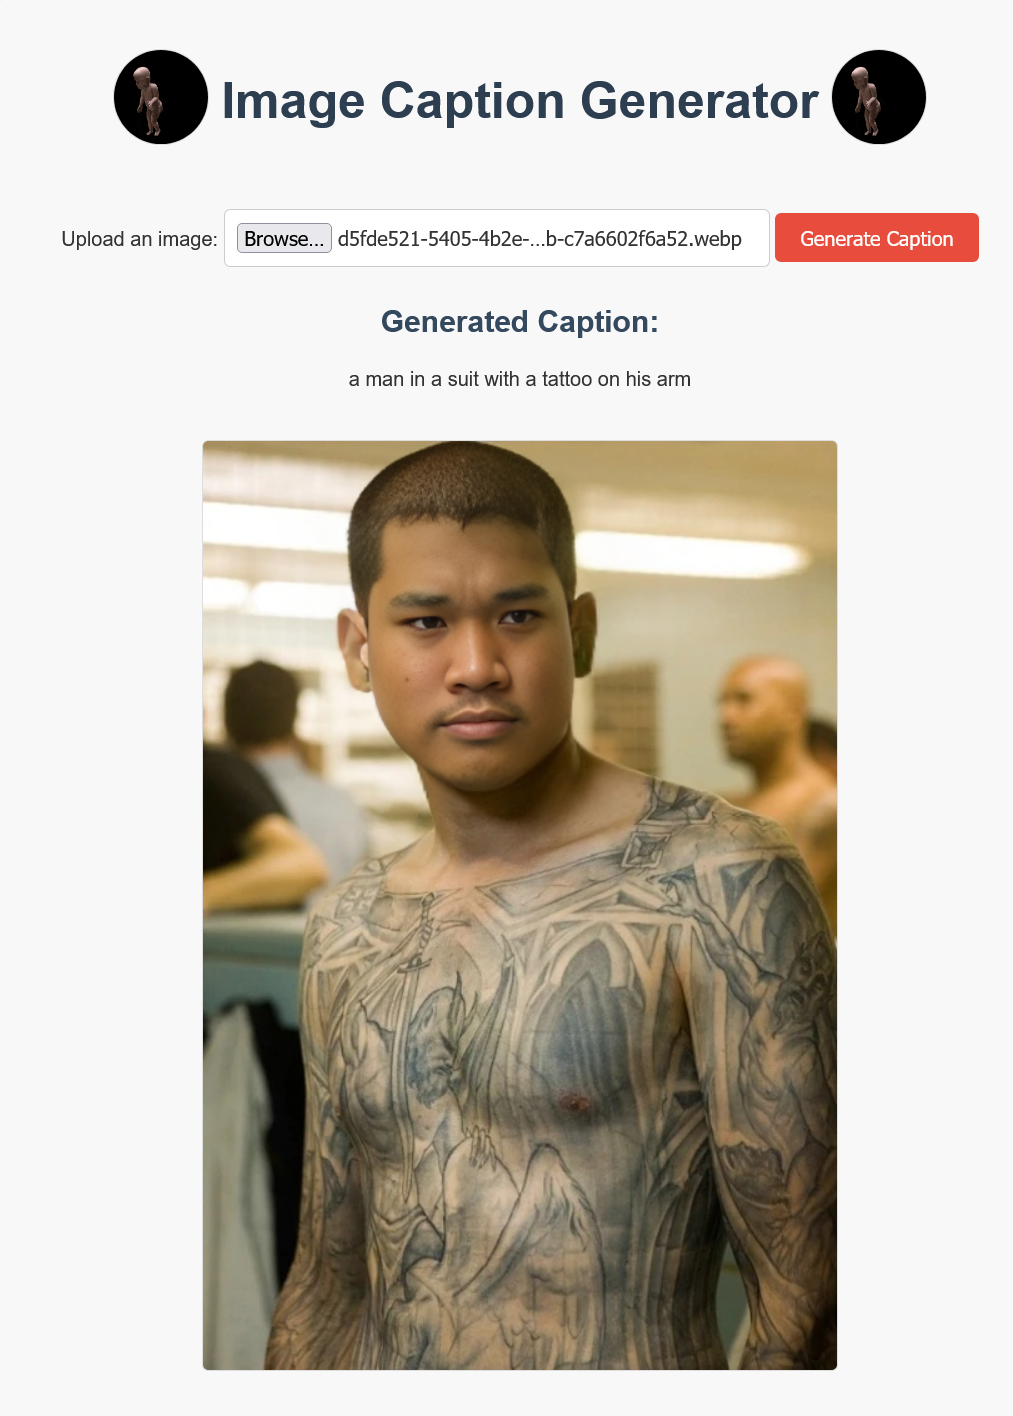 Image Caption Generator
Upload an image: Browse... d5fde521-5405-4b2e-...b-c7a6602f6a52.webp Generate Caption
Generated Caption:
a man in a suit with a tattoo on his arm